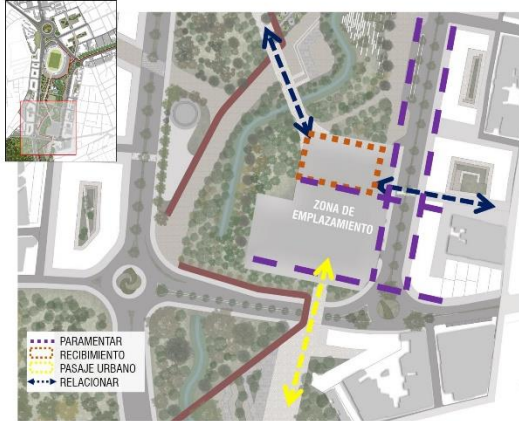 ZONA DE
EMPLAZAMIENTO
PARAMENTAR
RECIBIMIENTO
PASAJE URBANO
RELACIONAR